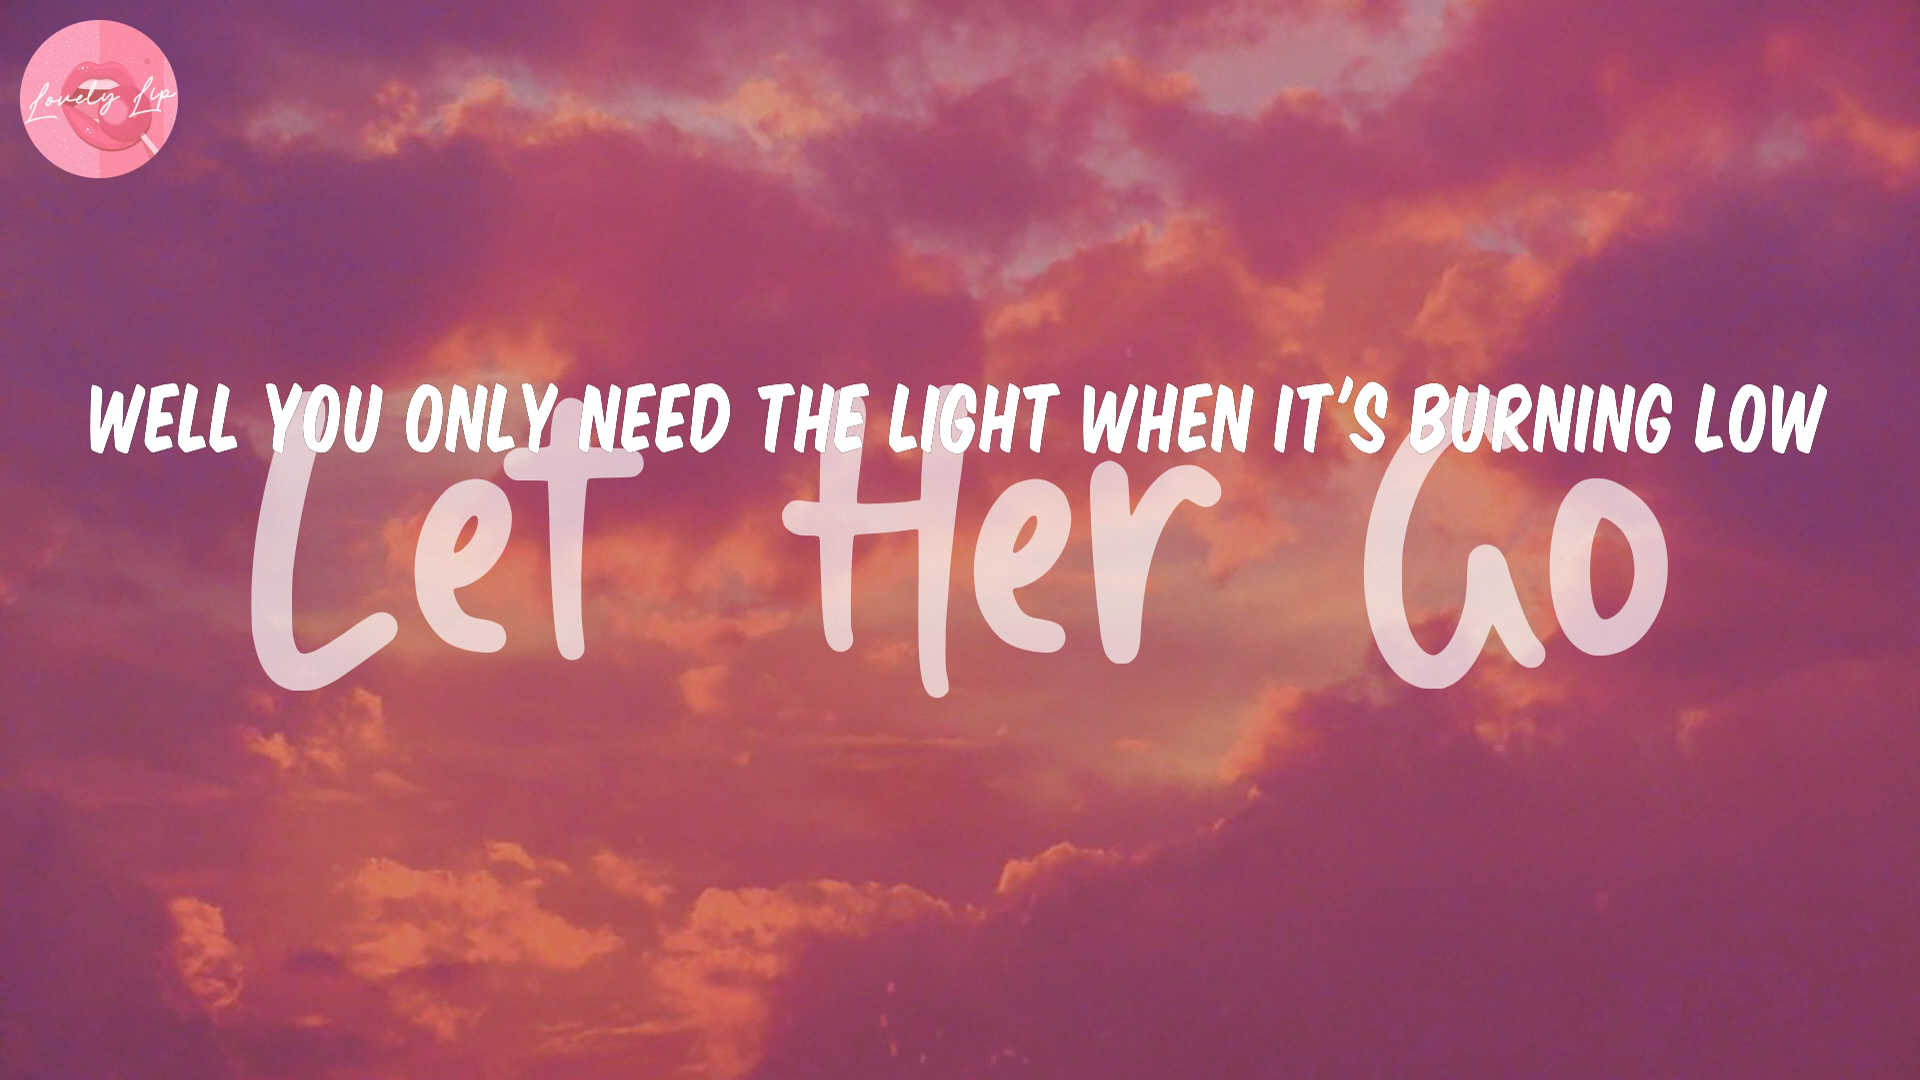 Lovely Lip
WELL YOU ONLY NEED THE LIGHT WHEN IT'S BURNING LOW
Let Her Go